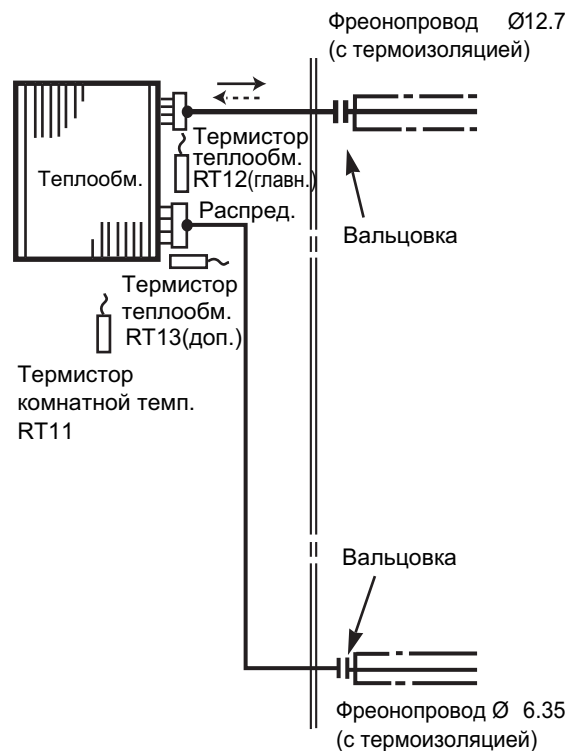 Фреонопровод Ø12.7
(с термоизоляцией)
Термистор
теплообм.
RT12(главн.)
Теплообм.
Распред.
Вальцовка
Термистор
теплообм.
RT13(доп.)
Термистор
комнатной темп.
RT11
Вальцовка
Фреонопровод Ø 6.35
(с термоизоляцией)